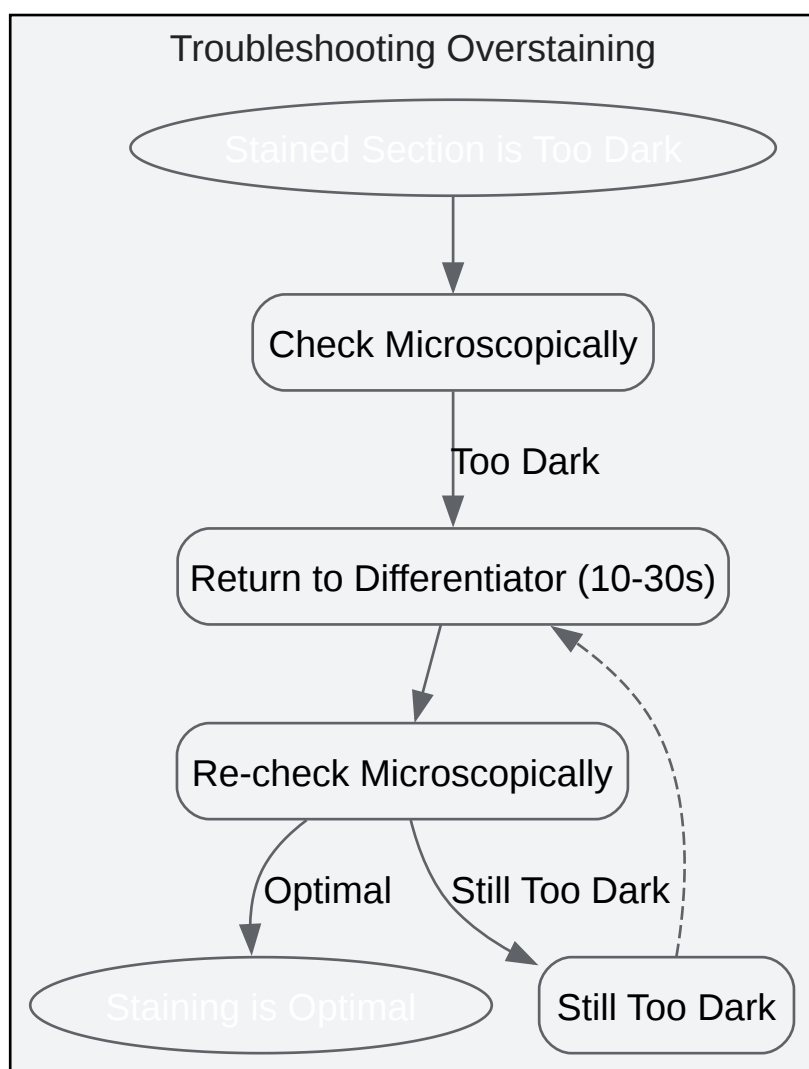 Troubleshooting Overstaining
Stained Section is Too Dark
Check Microscopically
Too Dark
Return to Differentiator (10-30s)
Re-check Microscopically
Optimal
Still Too Dark
Staining is Optimal
Still Too Dark